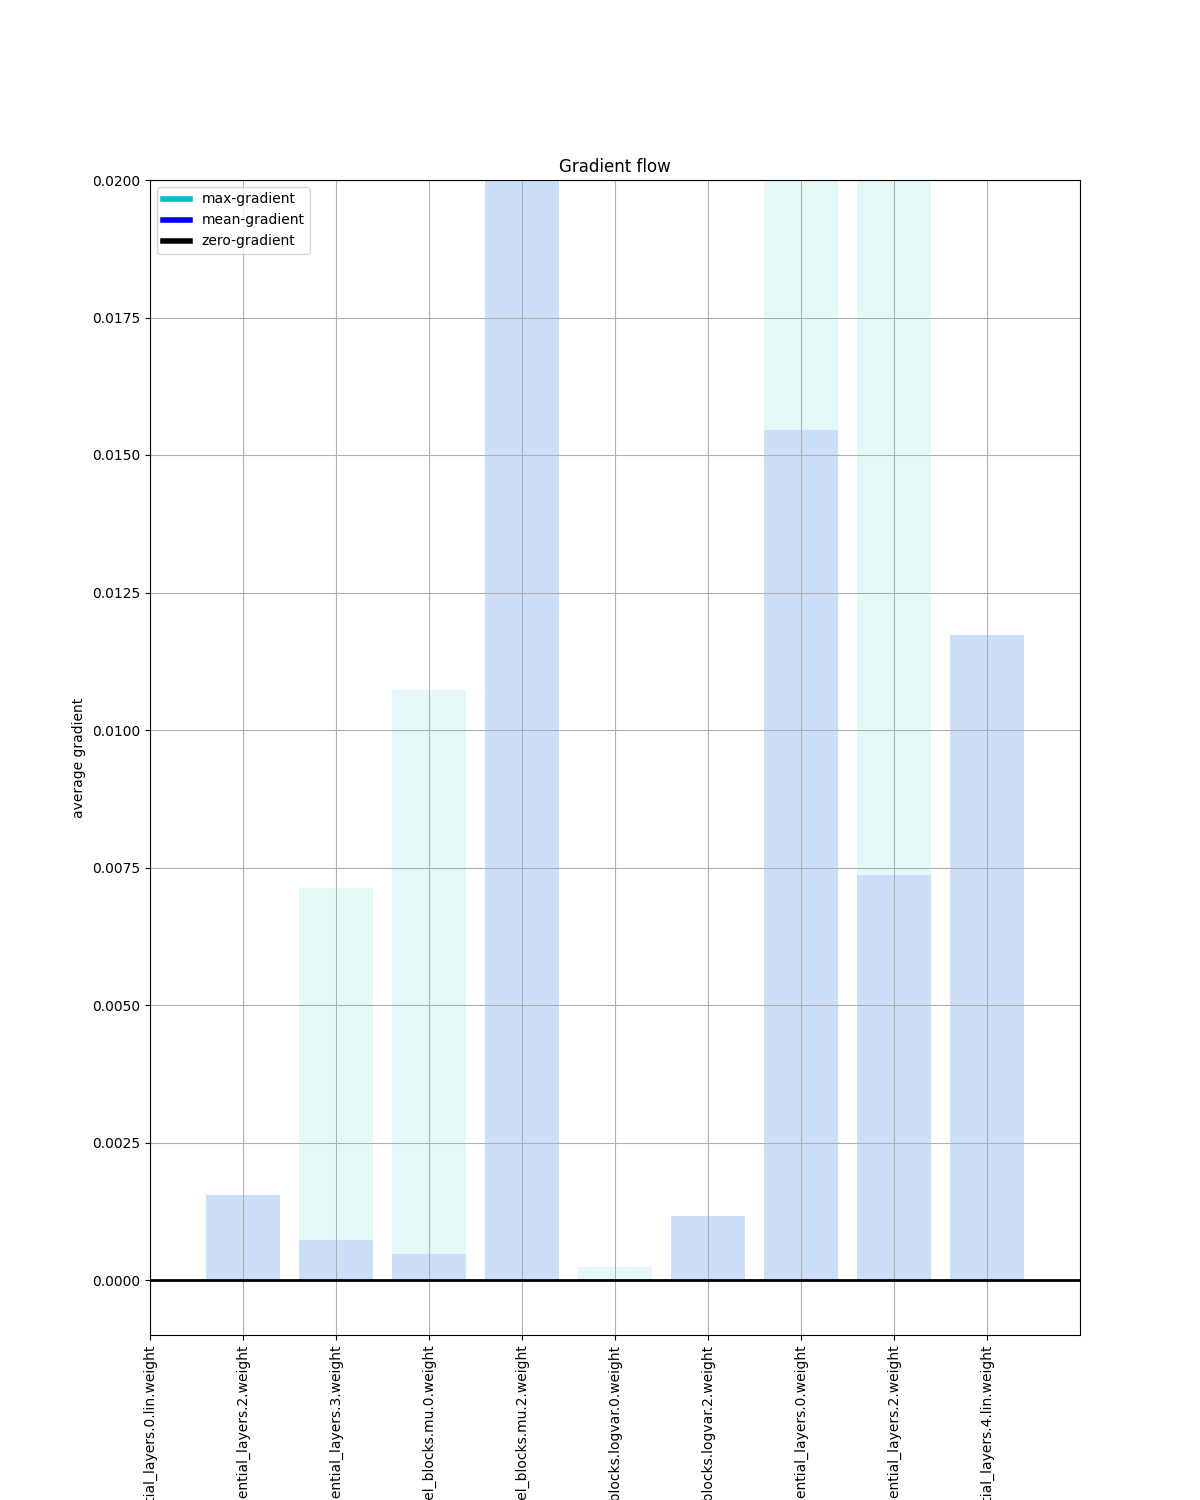 Gradient flow
max-gradient
mean-gradient
zero-gradient
0.0200
0.0175
0.0150
0.0125
0.0100
0.0075
0.0050
0.0025
0.0000
average gradient
tial_layers.0.lin.weight
ential_layers.2.weight
ential_layers.3.weight
el_blocks.mu.0.weight
el_blocks.mu.2.weight
blocks.logvar.0.weight
blocks.logvar.2.weight
ential_layers.0.weight
ential_layers.2.weight
tial_layers.4.lin.weight